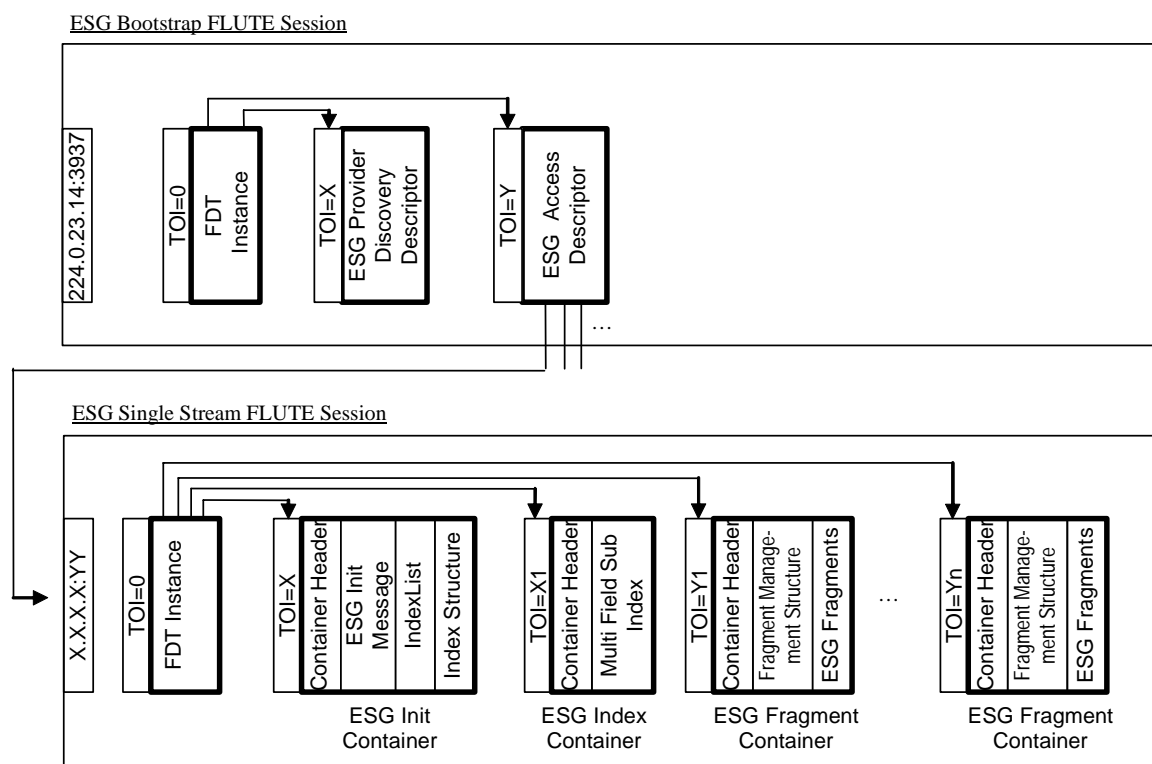 ESG Bootstrap FLUTE Session
224.0.23.14:3937
TOI=0
FDT
Instance
TOI=X
ESG Provider
Discovery
Descriptor
TOI=Y
ESG Access
Descriptor
...
ESG Single Stream FLUTE Session
X.X.X.X:YY
TOI=0
FDT Instance
TOI=X
Container Header
ESG Init
Message
IndexList
Index Structure
ESG Init
Container
TOI=X1
Container Header
Multi Field Sub
Index
ESG Index
Container
TOI=Y1
Container Header
Fragment Manage-
ment Structure
ESG Fragments
ESG Fragment
Container
...
TOI=Yn
Container Header
Fragment Manage-
ment Structure
ESG Fragments
ESG Fragment
Container